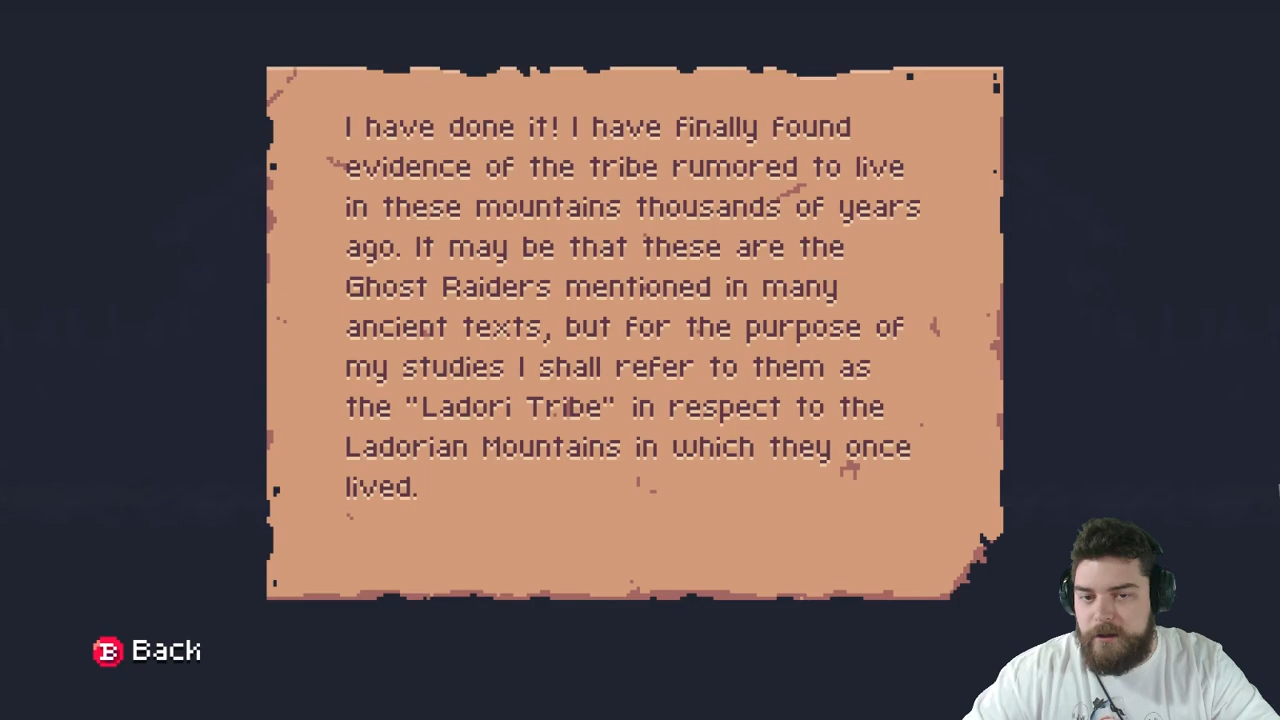 I have done it! I have finally found
evidence of the tribe rumored to live
in these mountains thousands of years
ago. It may be that these are the
Ghost Raiders mentioned in many
ancient texts, but for the purpose of
my studies I shall refer to them as
the "Ladori Tribe" in respect to the
Ladorian Mountains in which they once
lived.
B Back